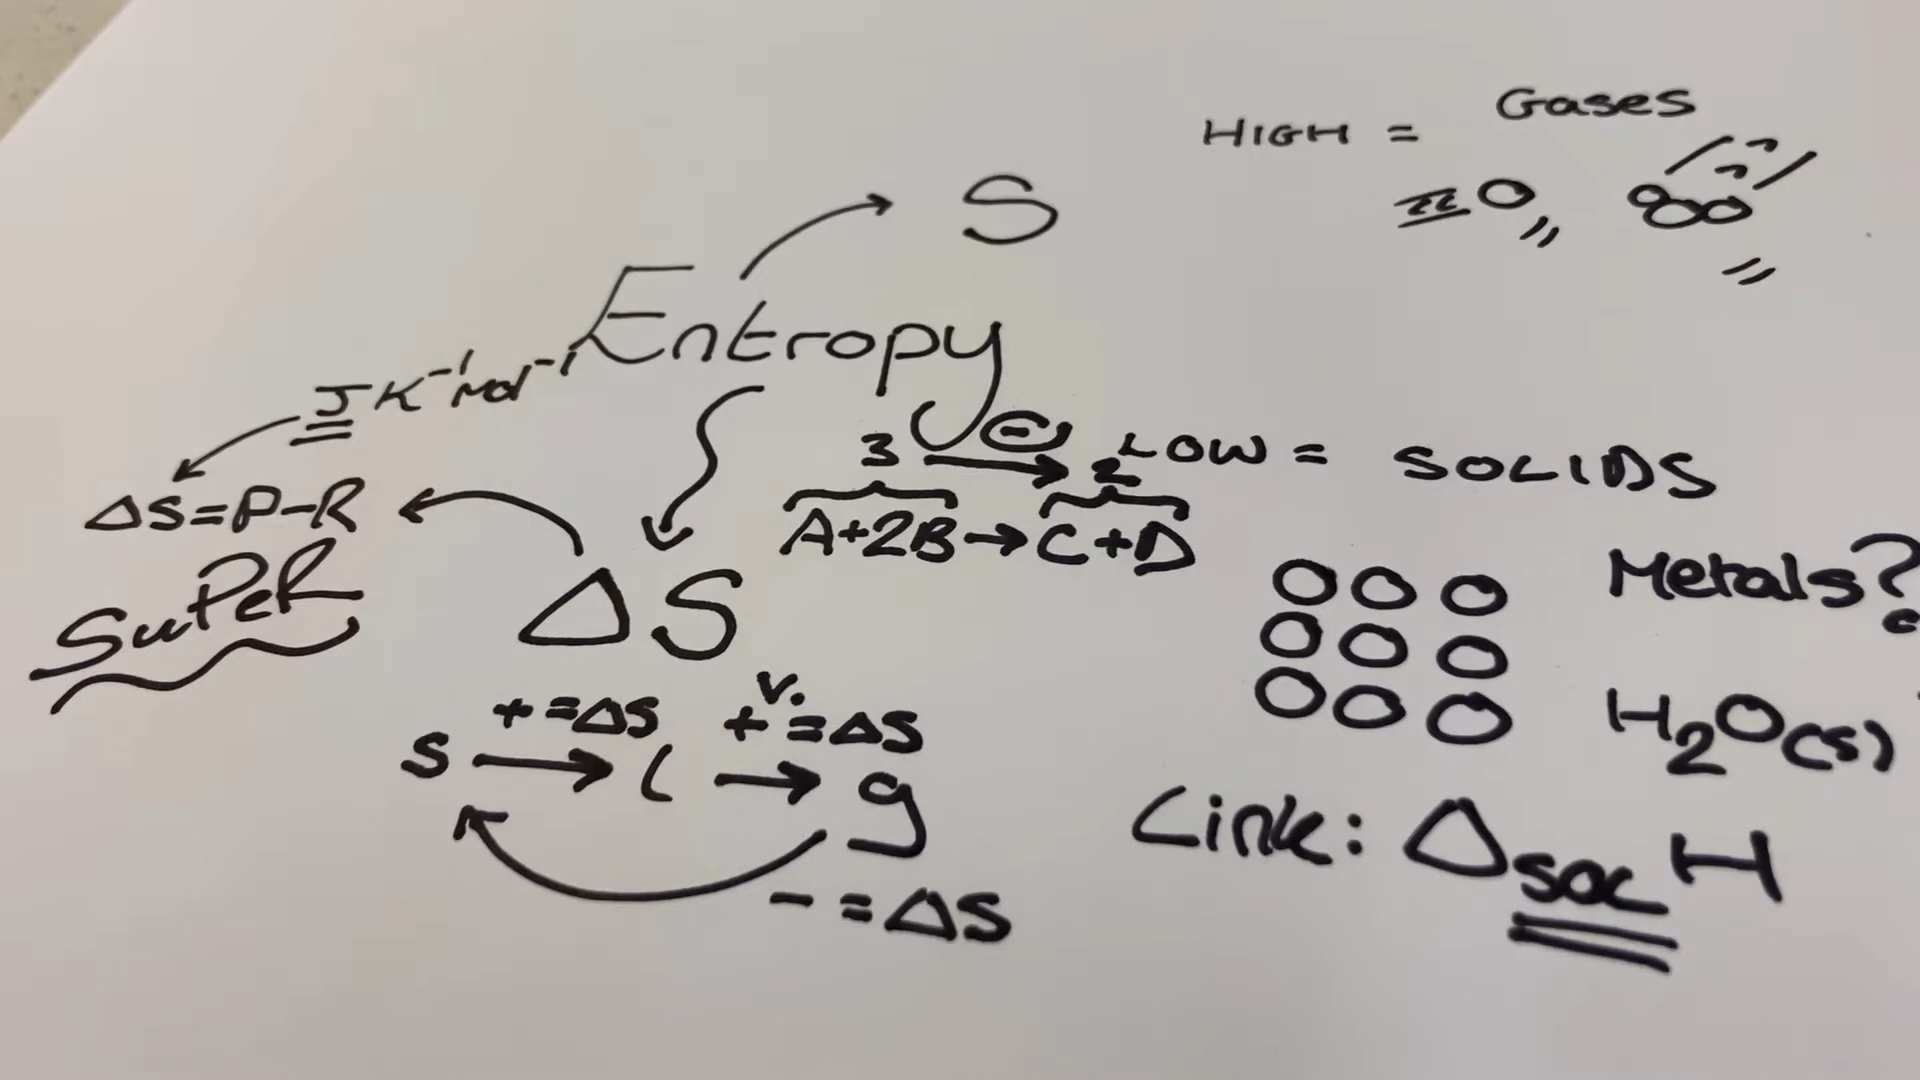 Gases
HIGH =
S
Entropy
JK⁻¹mol⁻¹
3 ⊖ 2
LOW = SOLIDS
ΔS=P-R
A+2B→C+D
SuPeR
ΔS
Metals?
+ =ΔS
v.
+ =ΔS
s → l → g
H₂O(s)
- =ΔS
Link: ΔsolH